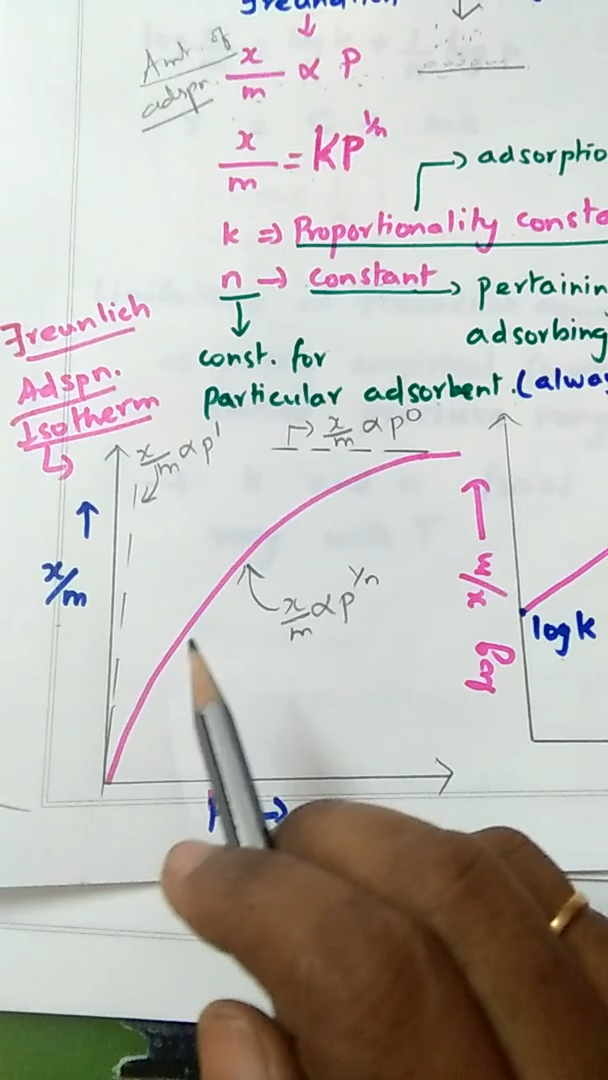 Amt. of adspn. x/m ∝ P
x/m = KP^1/n
→ adsorptio
k ⇒ Proportionality consta
n → constant → pertainin
adsorbing
const. for
particular adsorbent. (alwa
Freunlich
Adspn.
Isotherm
x/m ∝ p^1
x/m ∝ p^0
x/m
x/m ∝ p^1/n
log x/m
log k